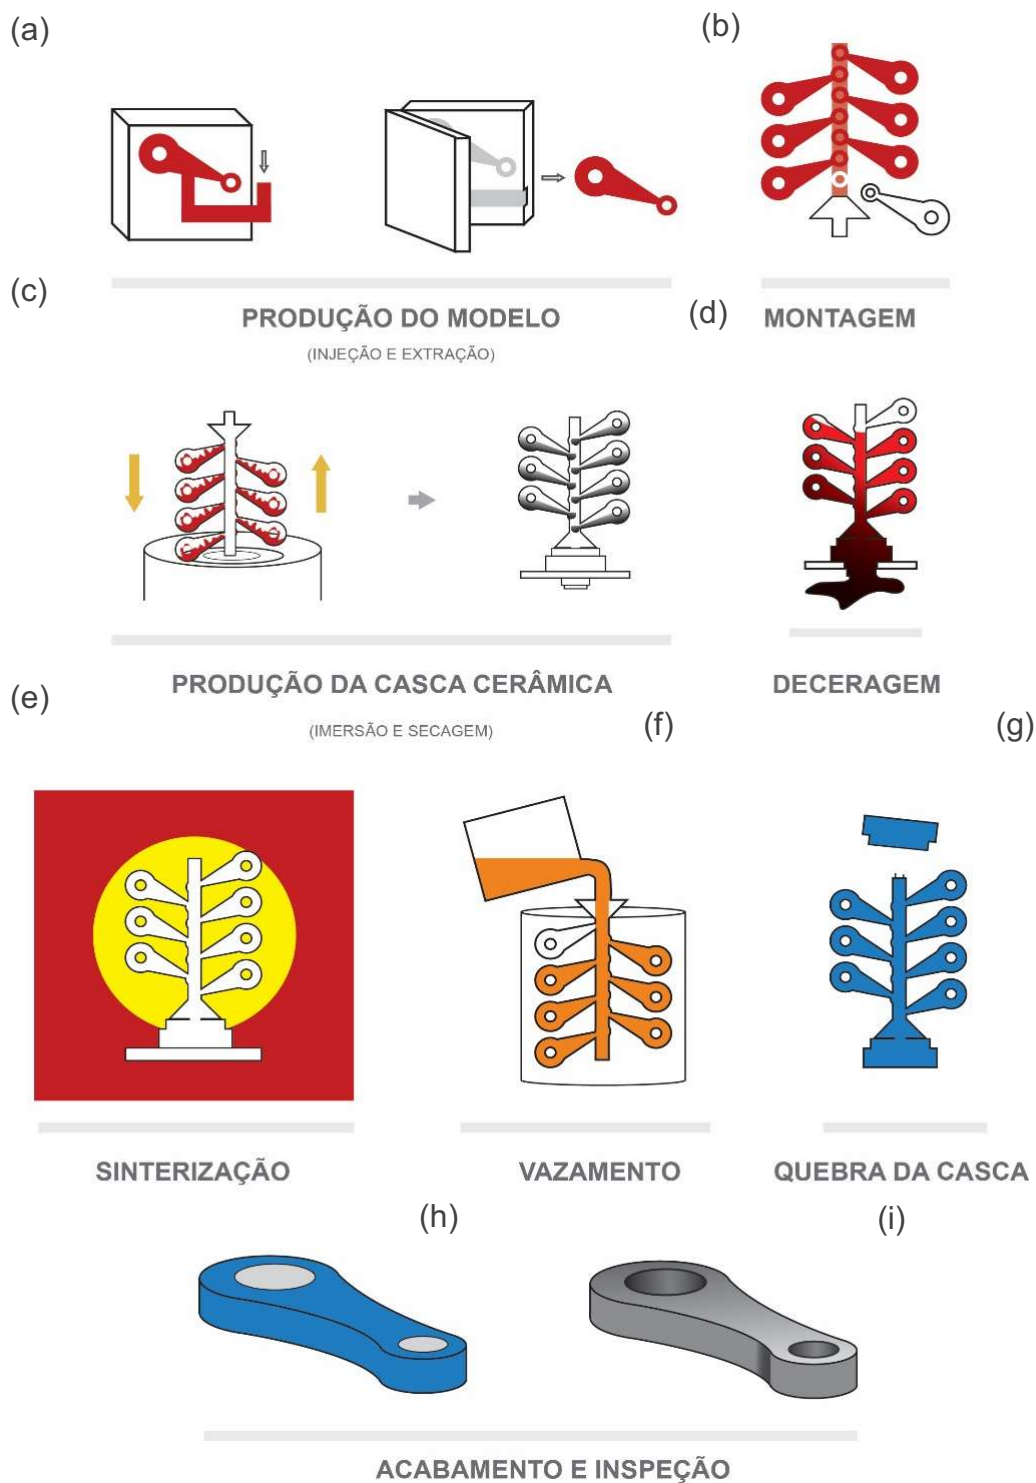 (a)
(b)
PRODUÇÃO DO MODELO
(INJEÇÃO E EXTRAÇÃO)
MONTAGEM
(c)
(d)
PRODUÇÃO DA CASCA CERÂMICA
(IMERSÃO E SECAGEM)
DECERAGEM
(e)
(f)
(g)
SINTERIZAÇÃO
VAZAMENTO
QUEBRA DA CASCA
(h)
(i)
ACABAMENTO E INSPEÇÃO